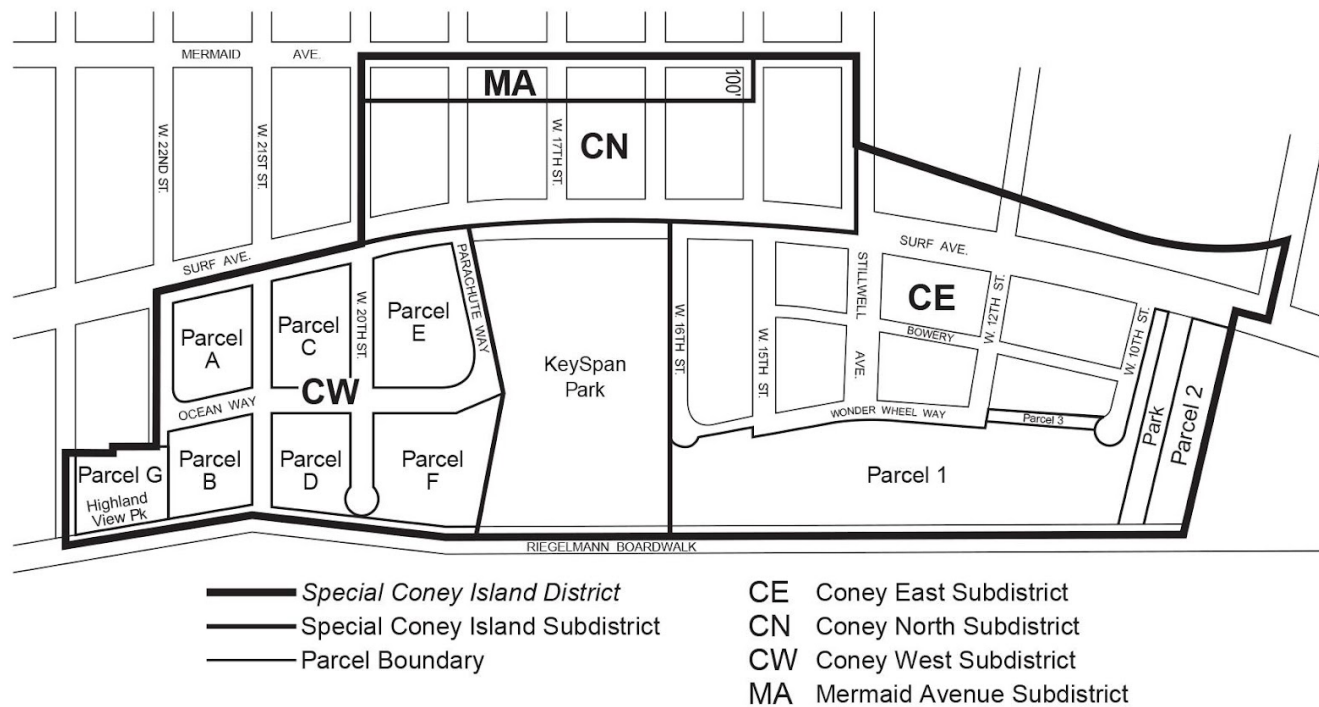 MERMAID AVE.
MA
100'
CN
W. 22ND ST.
W. 21ST ST.
W. 17TH ST.
SURF AVE.
SURF AVE.
PARACHUTE WAY
Parcel
A
Parcel
C
W. 20TH ST.
Parcel
E
KeySpan
Park
W. 16TH ST.
W. 15TH ST.
STILLWELL AVE.
CE
BOWERY
W. 12TH ST.
W. 10TH ST.
CW
OCEAN WAY
WONDER WHEEL WAY
Parcel 3
Park
Parcel 2
Parcel G
Highland
View Pk
Parcel
B
Parcel
D
Parcel
F
Parcel 1
RIEGELMANN BOARDWALK
Special Coney Island District
Special Coney Island Subdistrict
Parcel Boundary
CE Coney East Subdistrict
CN Coney North Subdistrict
CW Coney West Subdistrict
MA Mermaid Avenue Subdistrict